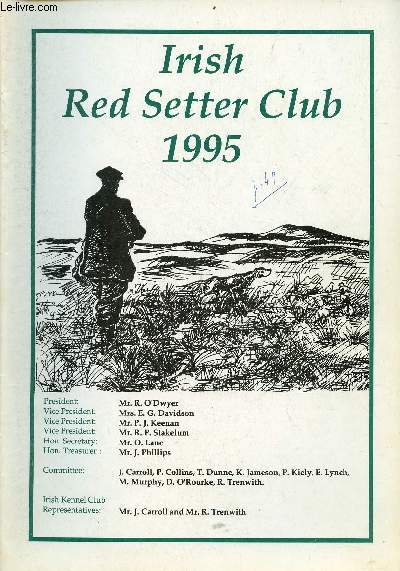 Le-livre.com
Irish
Red Setter Club
1995
p.49
President: Mr. R. O'Dwyer
Vice President: Mrs. E. G. Davidson
Vice President: Mr. P. J. Keenan
Vice President: Mr. R. P. Stakelum
Hon. Secretary: Mr. O. Lane
Hon. Treasurer : Mr. J. Phillips
Committee: J. Carroll, P. Collins, T. Dunne, K. Jameson, P. Kiely, E. Lynch,
M. Murphy, D. O'Rourke, R. Trenwith.
Irish Kennel Club
Representatives: Mr. J. Carroll and Mr. R. Trenwith